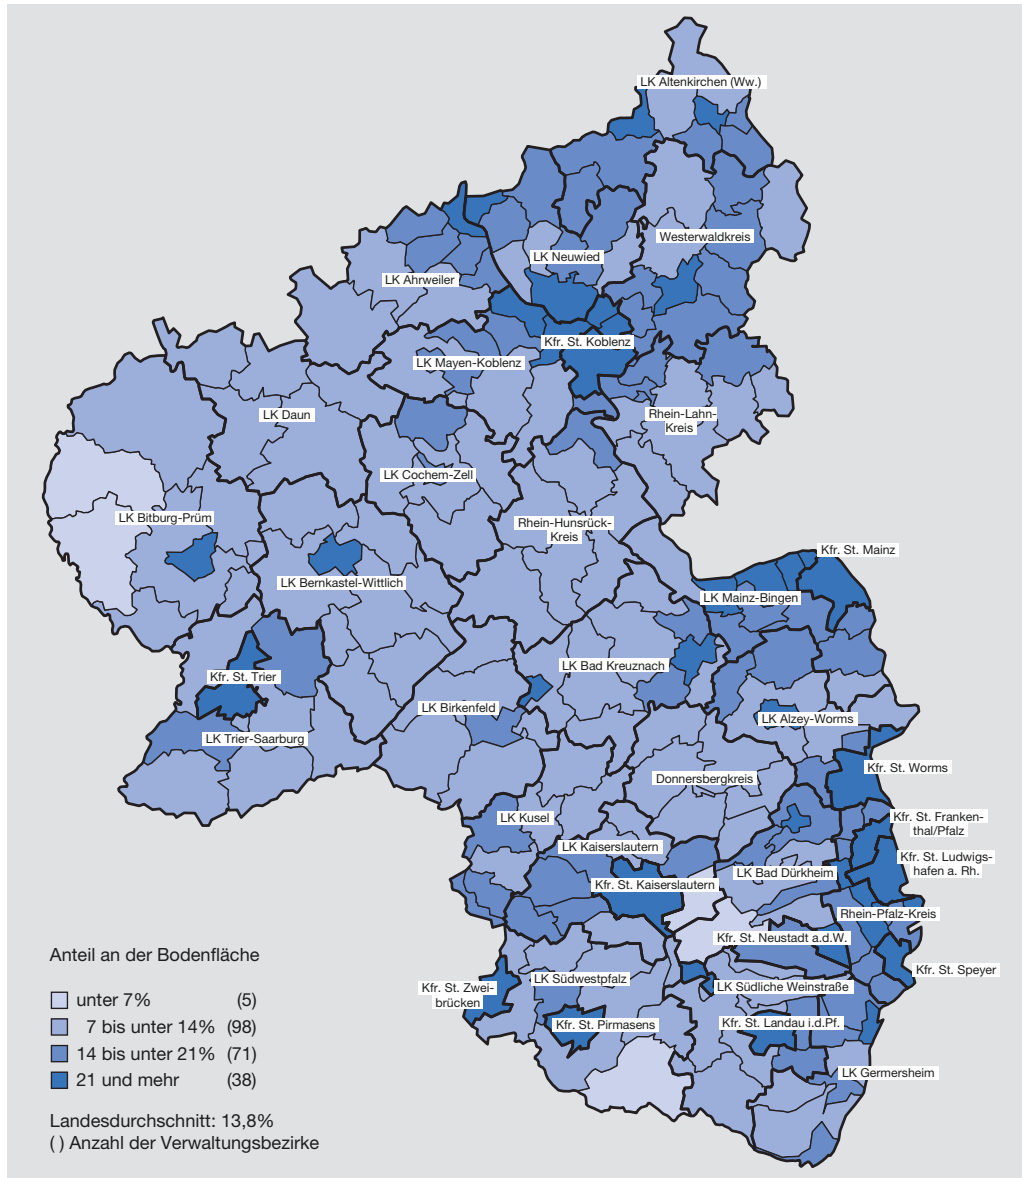 LK Altenkirchen (Ww.)
Westerwaldkreis
LK Neuwied
LK Ahrweiler
Kfr. St. Koblenz
LK Mayen-Koblenz
LK Daun
Rhein-Lahn-
Kreis
LK Cochem-Zell
LK Bitburg-Prüm
Rhein-Hunsrück-
Kreis
Kfr. St. Mainz
LK Bernkastel-Wittlich
LK Mainz-Bingen
LK Bad Kreuznach
Kfr. St. Trier
LK Birkenfeld
LK Alzey-Worms
LK Trier-Saarburg
Kfr. St. Worms
Donnersbergkreis
LK Kusel
Kfr. St. Franken-
thal/Pfalz
LK Kaiserslautern
Kfr. St. Ludwigs-
hafen a. Rh.
LK Bad Dürkheim
Kfr. St. Kaiserslautern
Rhein-Pfalz-Kreis
Kfr. St. Neustadt a.d.W.
Kfr. St. Speyer
LK Südwestpfalz
Kfr. St. Zwei-
brücken
LK Südliche Weinstraße
Kfr. St. Pirmasens
Kfr. St. Landau i.d.Pf.
LK Germersheim
Anteil an der Bodenfläche
unter 7% (5)
7 bis unter 14% (98)
14 bis unter 21% (71)
21 und mehr (38)
Landesdurchschnitt: 13,8%
( ) Anzahl der Verwaltungsbezirke